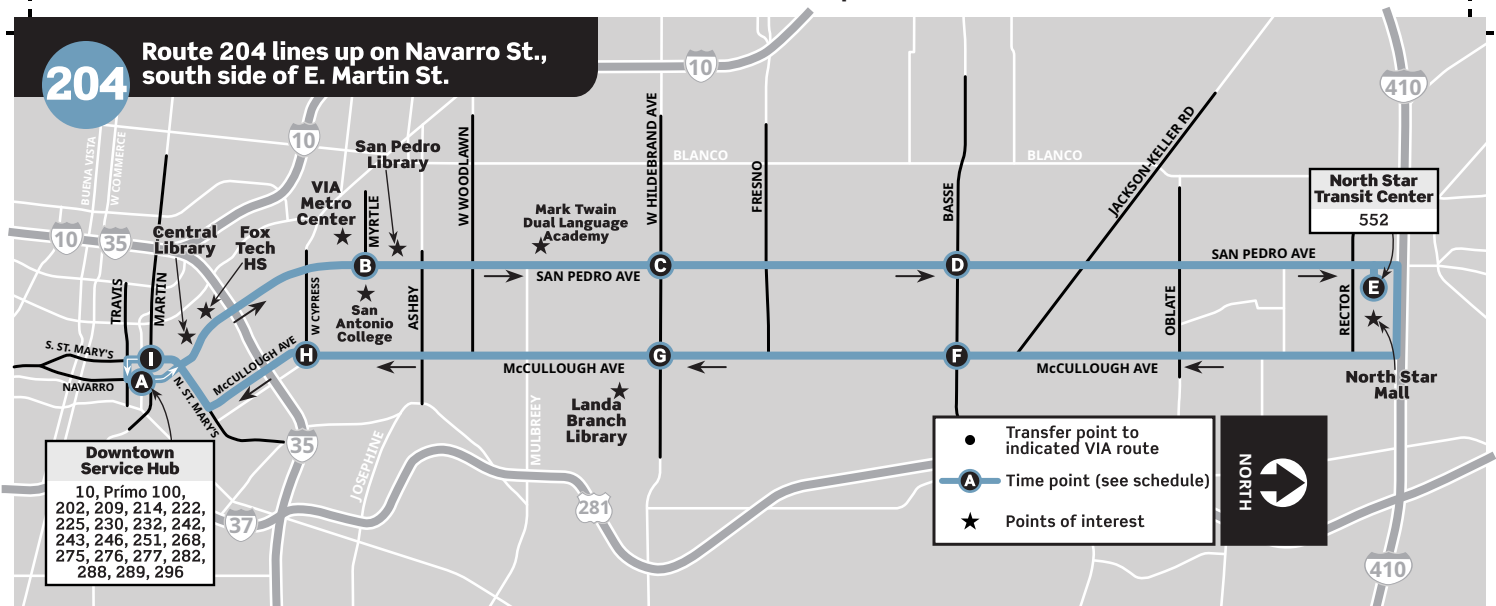 204
Route 204 lines up on Navarro St.,
south side of E. Martin St.
10
410
10
BUENA VISTA
W COMMERCE
San Pedro
Library
BLANCO
BLANCO
VIA
Metro
Center
MYRTLE
W WOODLAWN
W HILDEBRAND AVE
FRESNO
BASSE
JACKSON-KELLER RD
North Star
Transit Center
552
Mark Twain
Dual Language
Academy
10
35
Central
Library
Fox
Tech
HS
B
C
D
SAN PEDRO AVE
SAN PEDRO AVE
E
TRAVIS
MARTIN
W CYPRESS
San
Antonio
College
ASHBY
OBLATE
RECTOR
S. ST. MARY'S
I
H
G
F
McCULLOUGH AVE
McCULLOUGH AVE
McCULLOUGH AVE
NAVARRO
A
N. ST. MARY'S
North Star
Mall
Landa
Branch
Library
MULBREEY
JOSEPHINE
35
37
281
410
Downtown
Service Hub
10, Prímo 100,
202, 209, 214, 222,
225, 230, 232, 242,
243, 246, 251, 268,
275, 276, 277, 282,
288, 289, 296
Transfer point to
indicated VIA route
A Time point (see schedule)
Points of interest
NORTH